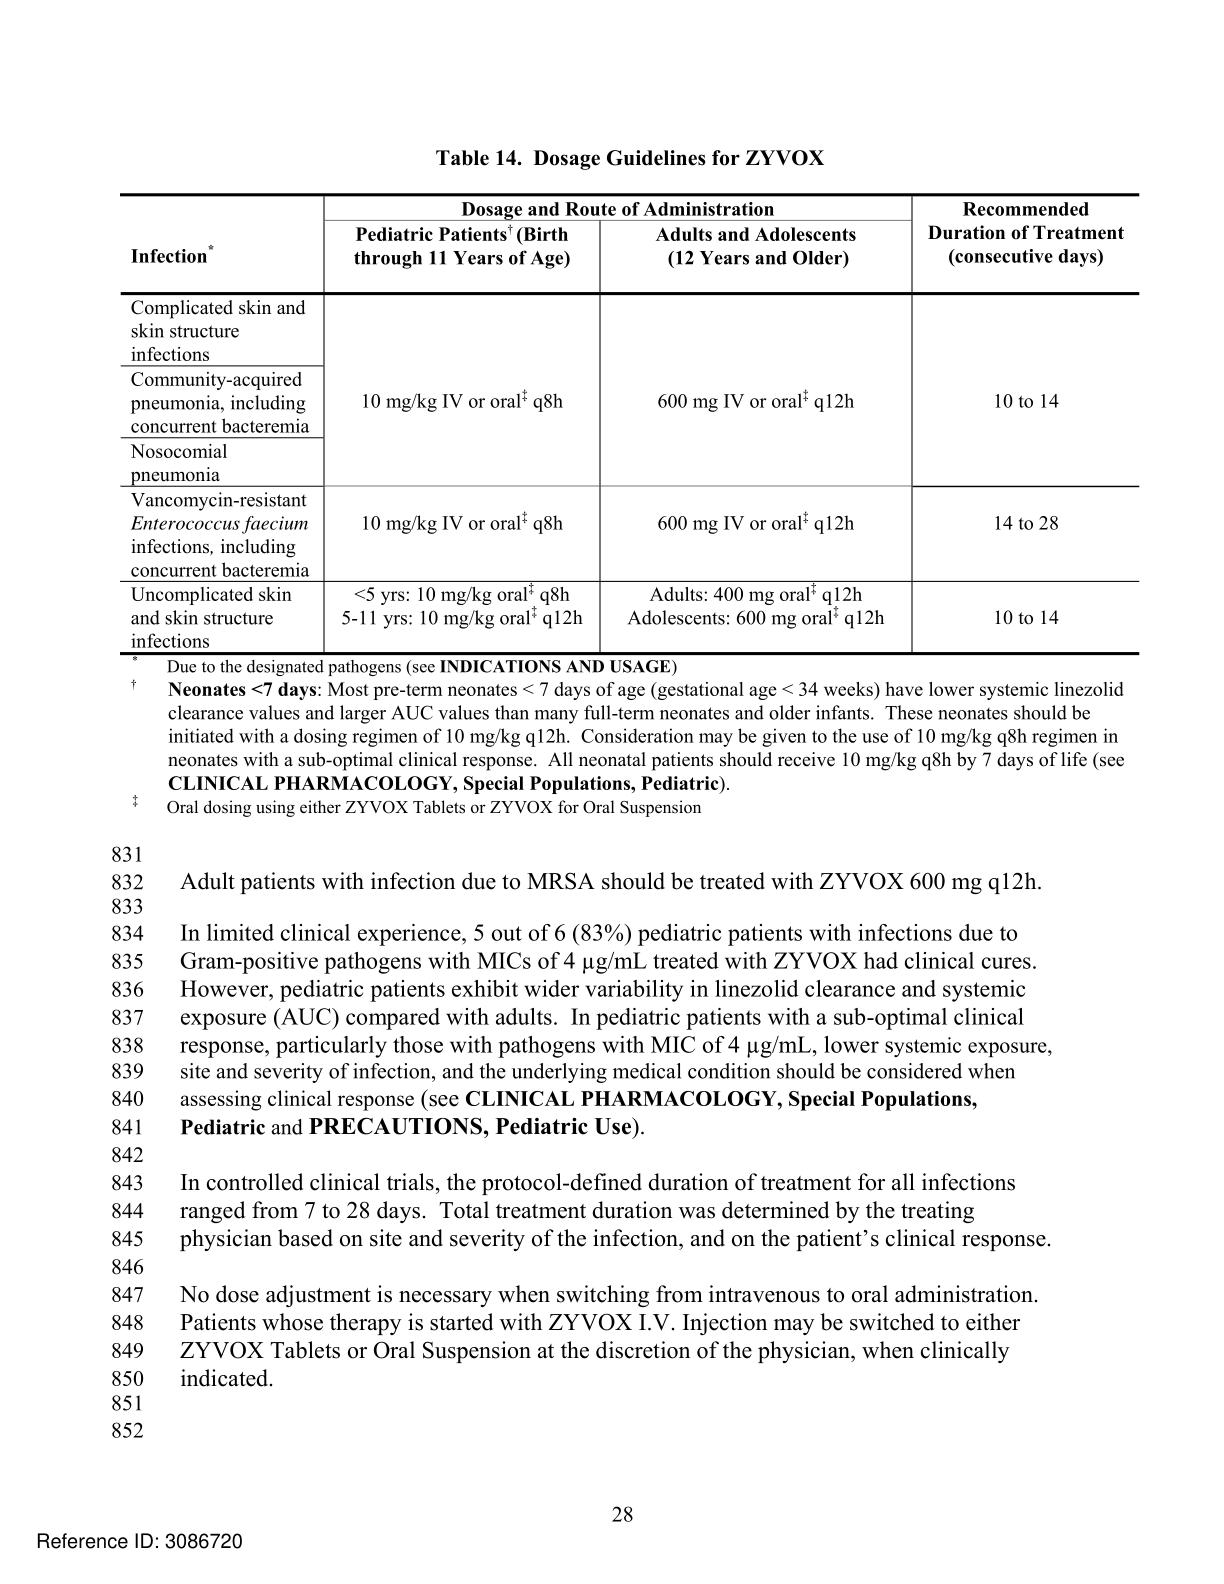 Table 14.  Dosage Guidelines for ZYVOX
Infection*
Dosage and Route of Administration
Pediatric Patients† (Birth
through 11 Years of Age)
Adults and Adolescents
(12 Years and Older)
Recommended
Duration of Treatment
(consecutive days)
Complicated skin and
skin structure
infections
Community-acquired
pneumonia, including
concurrent bacteremia
Nosocomial
pneumonia
10 mg/kg IV or oral‡ q8h
600 mg IV or oral‡ q12h
10 to 14
Vancomycin-resistant
Enterococcus faecium
infections, including
concurrent bacteremia
10 mg/kg IV or oral‡ q8h
600 mg IV or oral‡ q12h
14 to 28
Uncomplicated skin
and skin structure
infections
<5 yrs: 10 mg/kg oral‡ q8h
5-11 yrs: 10 mg/kg oral‡ q12h
Adults: 400 mg oral‡ q12h
Adolescents: 600 mg oral‡ q12h
10 to 14
* Due to the designated pathogens (see INDICATIONS AND USAGE)
† Neonates <7 days: Most pre-term neonates < 7 days of age (gestational age < 34 weeks) have lower systemic linezolid
clearance values and larger AUC values than many full-term neonates and older infants.  These neonates should be
initiated with a dosing regimen of 10 mg/kg q12h.  Consideration may be given to the use of 10 mg/kg q8h regimen in
neonates with a sub-optimal clinical response.  All neonatal patients should receive 10 mg/kg q8h by 7 days of life (see
CLINICAL PHARMACOLOGY, Special Populations, Pediatric).
‡ Oral dosing using either ZYVOX Tablets or ZYVOX for Oral Suspension
831
832 Adult patients with infection due to MRSA should be treated with ZYVOX 600 mg q12h.
833
834 In limited clinical experience, 5 out of 6 (83%) pediatric patients with infections due to
835 Gram-positive pathogens with MICs of 4 µg/mL treated with ZYVOX had clinical cures.
836 However, pediatric patients exhibit wider variability in linezolid clearance and systemic
837 exposure (AUC) compared with adults.  In pediatric patients with a sub-optimal clinical
838 response, particularly those with pathogens with MIC of 4 µg/mL, lower systemic exposure,
839 site and severity of infection, and the underlying medical condition should be considered when
840 assessing clinical response (see CLINICAL PHARMACOLOGY, Special Populations,
841 Pediatric and PRECAUTIONS, Pediatric Use).
842
843 In controlled clinical trials, the protocol-defined duration of treatment for all infections
844 ranged from 7 to 28 days.  Total treatment duration was determined by the treating
845 physician based on site and severity of the infection, and on the patient’s clinical response.
846
847 No dose adjustment is necessary when switching from intravenous to oral administration.
848 Patients whose therapy is started with ZYVOX I.V. Injection may be switched to either
849 ZYVOX Tablets or Oral Suspension at the discretion of the physician, when clinically
850 indicated.
851
852
28
Reference ID: 3086720